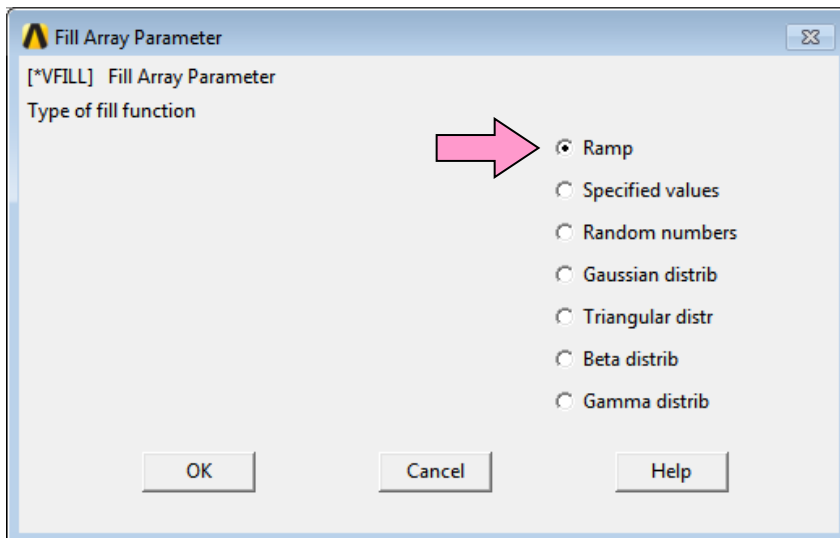 Fill Array Parameter
[*VFILL] Fill Array Parameter
Type of fill function
Ramp
Specified values
Random numbers
Gaussian distrib
Triangular distr
Beta distrib
Gamma distrib
OK Cancel Help